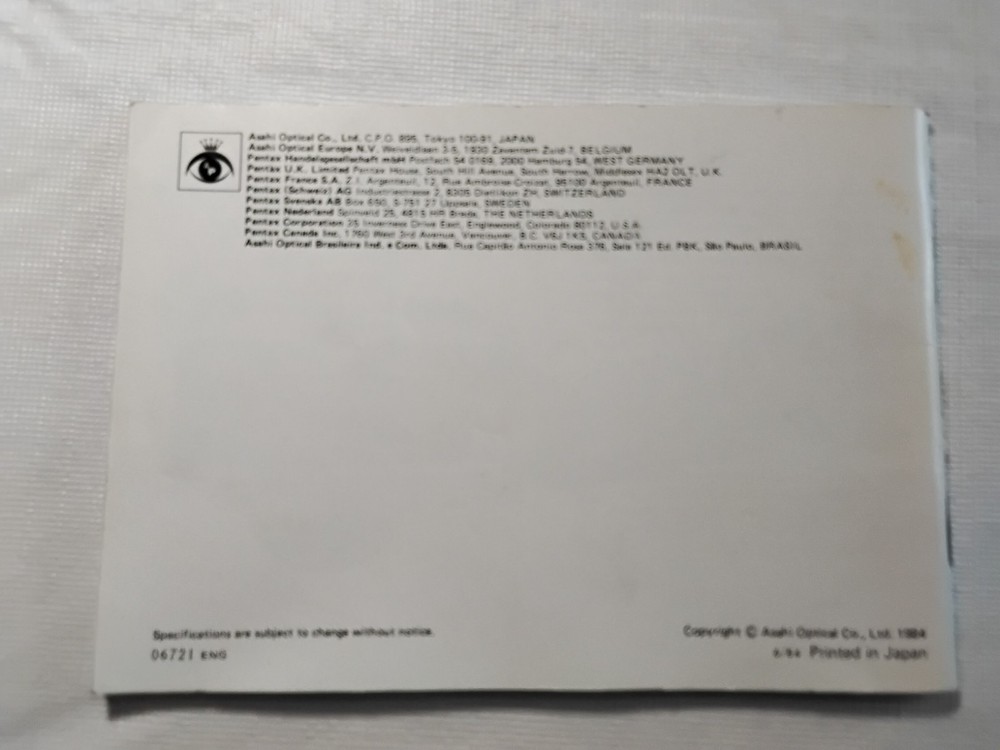 Asahi Optical Co., Ltd. C.P.O. 895, Tokyo 100-91, JAPAN
Asahi Optical Europe N.V. Weiveldlaan 3-5, 1930 Zaventem Zuid-7, BELGIUM
Pentax Handelsgesellschaft mbH Postfach 54 0169, 2000 Hamburg 54, WEST GERMANY
Pentax U.K. Limited Pentax House, South Hill Avenue, South Harrow, Middlesex HA2 0LT, U.K.
Pentax France S.A. Z.I. Argenteuil, 12, Rue Ambroise-Croizat, 95100 Argenteuil, FRANCE
Pentax (Schweiz) AG Industriestrasse 2, 8305 Dietlikon ZH, SWITZERLAND
Pentax Svenska AB Box 650, S-751 27 Uppsala, SWEDEN
Pentax Nederland Spinveld 25, 4815 HR Breda, THE NETHERLANDS
Pentax Corporation 35 Inverness Drive East, Englewood, Colorado 80112, U.S.A.
Pentax Canada Inc. 1760 West 3rd Avenue, Vancouver, B.C. V6J 1K5, CANADA
Asahi Optical Brasileira Ind. e Com. Ltda. Rua Capitão Antonio Rosa 376, Sala 121 Ed. PBK, São Paulo, BRASIL
Specifications are subject to change without notice.
06721 ENG
Copyright © Asahi Optical Co., Ltd. 1984
Printed in Japan